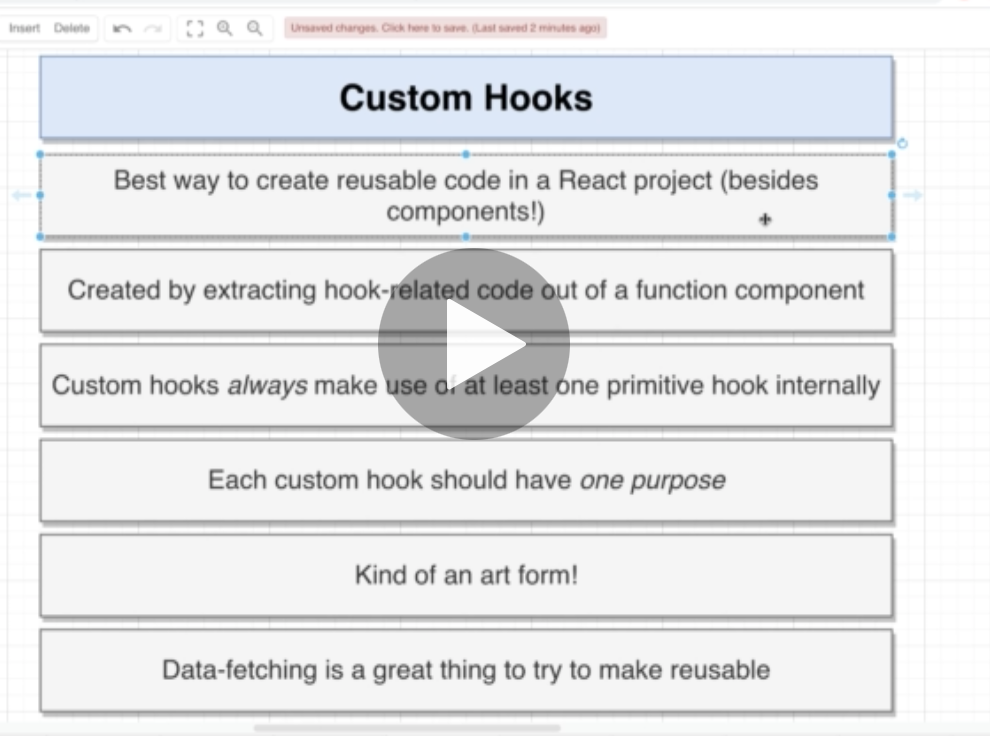 Insert Delete
Unsaved changes. Click here to save. (Last saved 2 minutes ago)
Custom Hooks
Best way to create reusable code in a React project (besides
components!)
Created by extracting hook-related code out of a function component
Custom hooks always make use of at least one primitive hook internally
Each custom hook should have one purpose
Kind of an art form!
Data-fetching is a great thing to try to make reusable